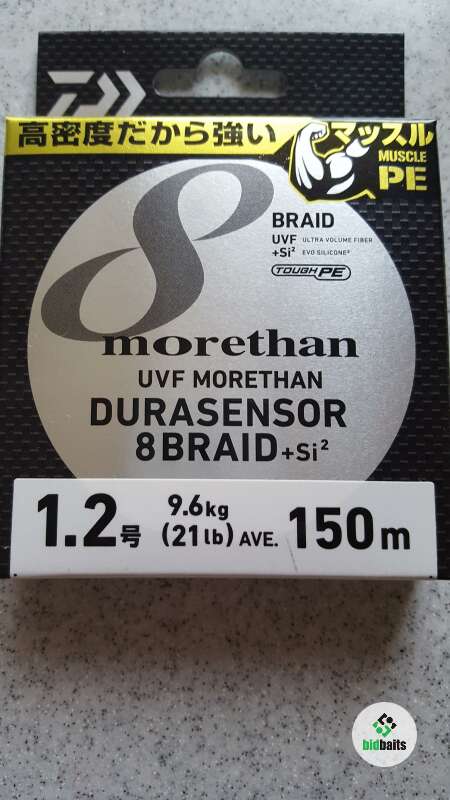 高密度だから強い
マッスル
MUSCLE
PE
8
BRAID
UVF ULTRA VOLUME FIBER
+Si² EVO SILICONE²
TOUGH PE
morethan
UVF MORETHAN
DURASENSOR
8BRAID+Si²
1.2号 9.6kg (21lb) AVE. 150m
bidbaits